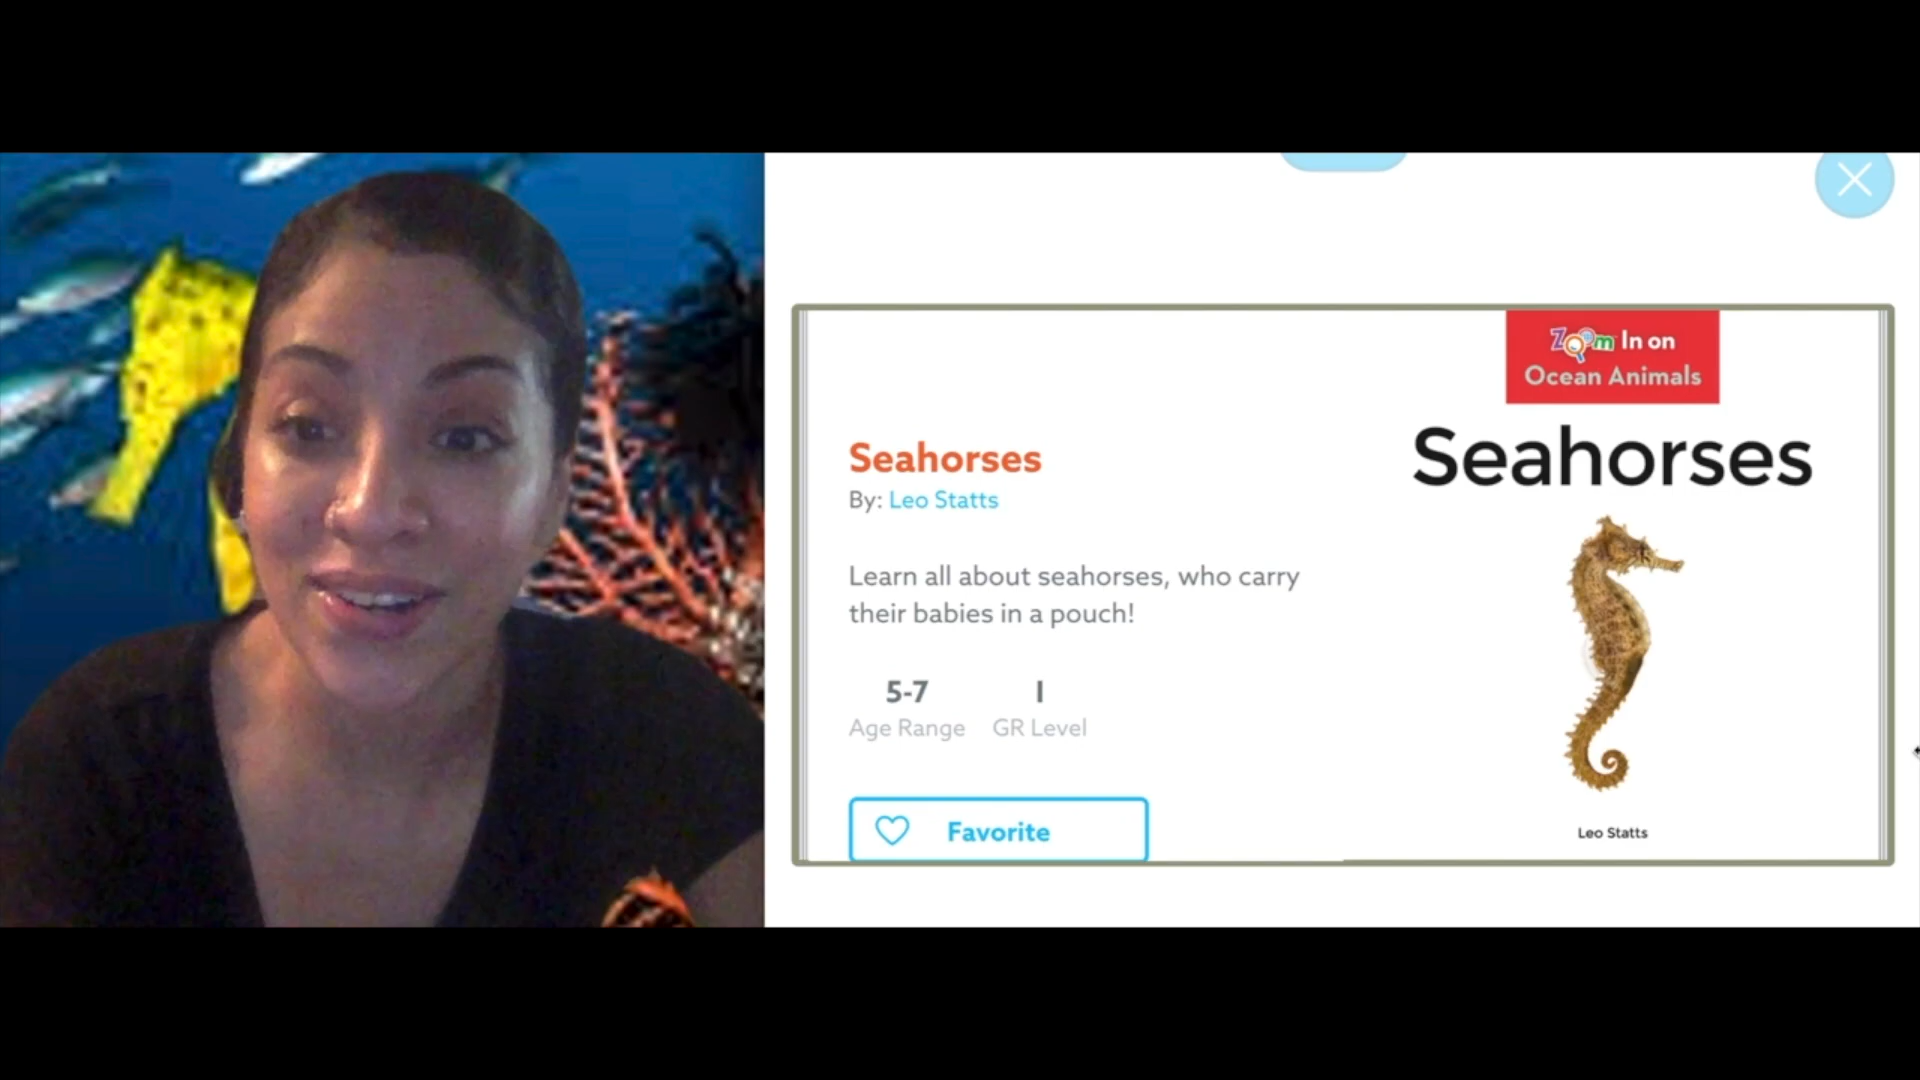 Zoom In on
Ocean Animals
Seahorses
Seahorses
By: Leo Statts
Learn all about seahorses, who carry
their babies in a pouch!
5-7
I
Age Range
GR Level
Favorite
Leo Statts